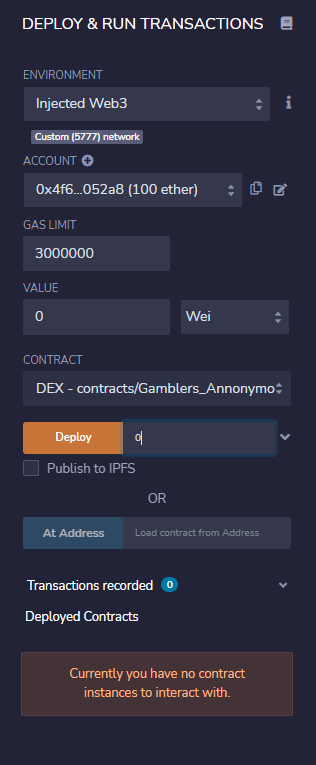 DEPLOY & RUN TRANSACTIONS
ENVIRONMENT
Injected Web3
Custom (5777) network
ACCOUNT
0x4f6...052a8 (100 ether)
GAS LIMIT
3000000
VALUE
0 Wei
CONTRACT
DEX - contracts/Gamblers_Annonymo
Deploy 0
Publish to IPFS
OR
At Address Load contract from Address
Transactions recorded 0
Deployed Contracts
Currently you have no contract
instances to interact with.